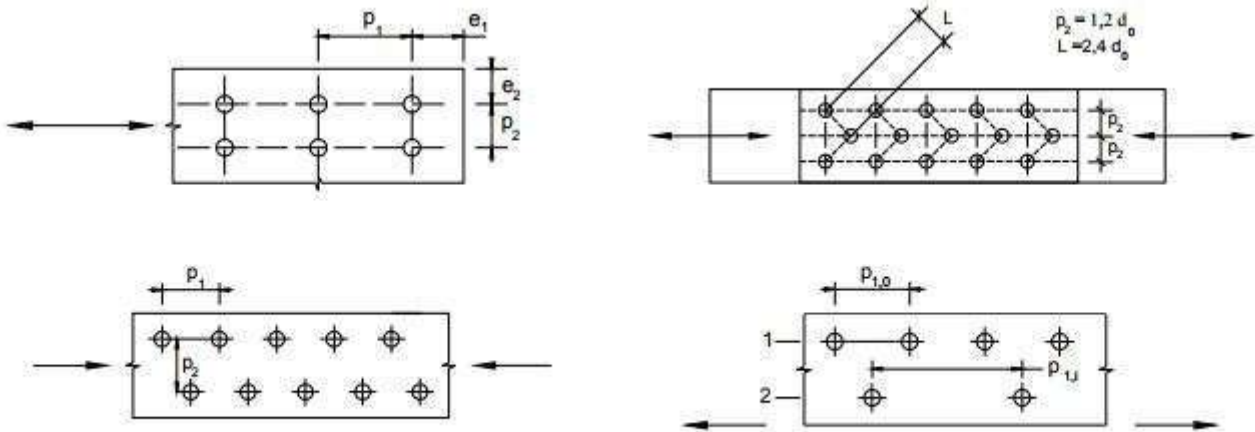 p₁ e₁
e₂
p₂
L
p₂ = 1,2 d₀
L =2,4 d₀
p₂
p₂
p₁
p₂
p₁,₀
1
p₁,ᵢ
2